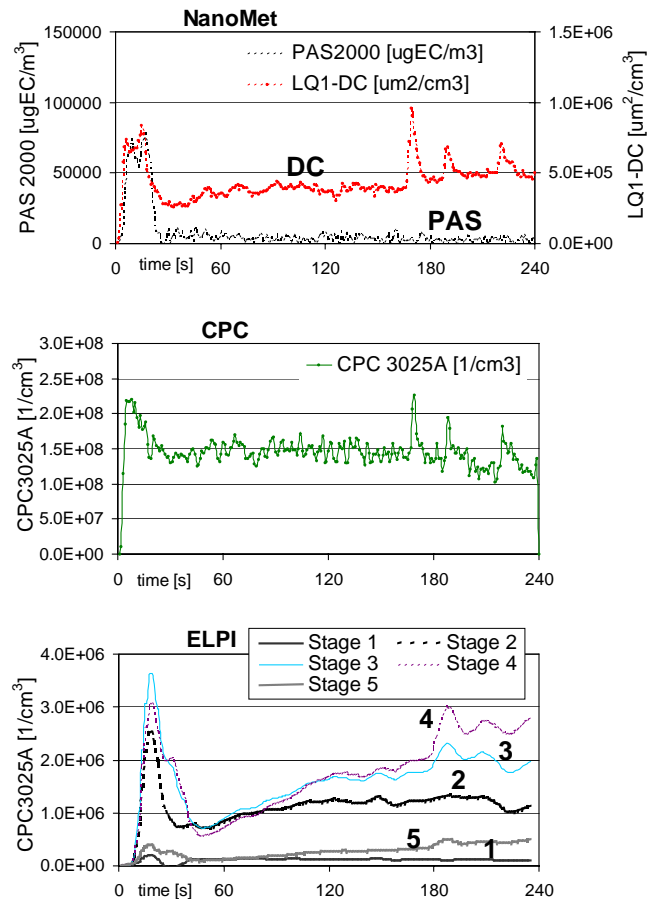 NanoMet
150000
100000
50000
0
PAS 2000 [ugEC/m3]
PAS2000 [ugEC/m3]
LQ1-DC [um2/cm3]
DC
PAS
1.5E+06
1.0E+06
5.0E+05
0.0E+00
LQ1-DC [um²/cm³]
0 time [s] 60 120 180 240
CPC
3.0E+08
2.5E+08
2.0E+08
1.5E+08
1.0E+08
5.0E+07
0.0E+00
CPC3025A [1/cm³]
CPC 3025A [1/cm3]
0 time [s] 60 120 180 240
ELPI
4.0E+06
3.0E+06
2.0E+06
1.0E+06
0.0E+00
CPC3025A [1/cm³]
Stage 1 Stage 2
Stage 3 Stage 4
Stage 5
4
3
2
5
1
0 time [s] 60 120 180 240